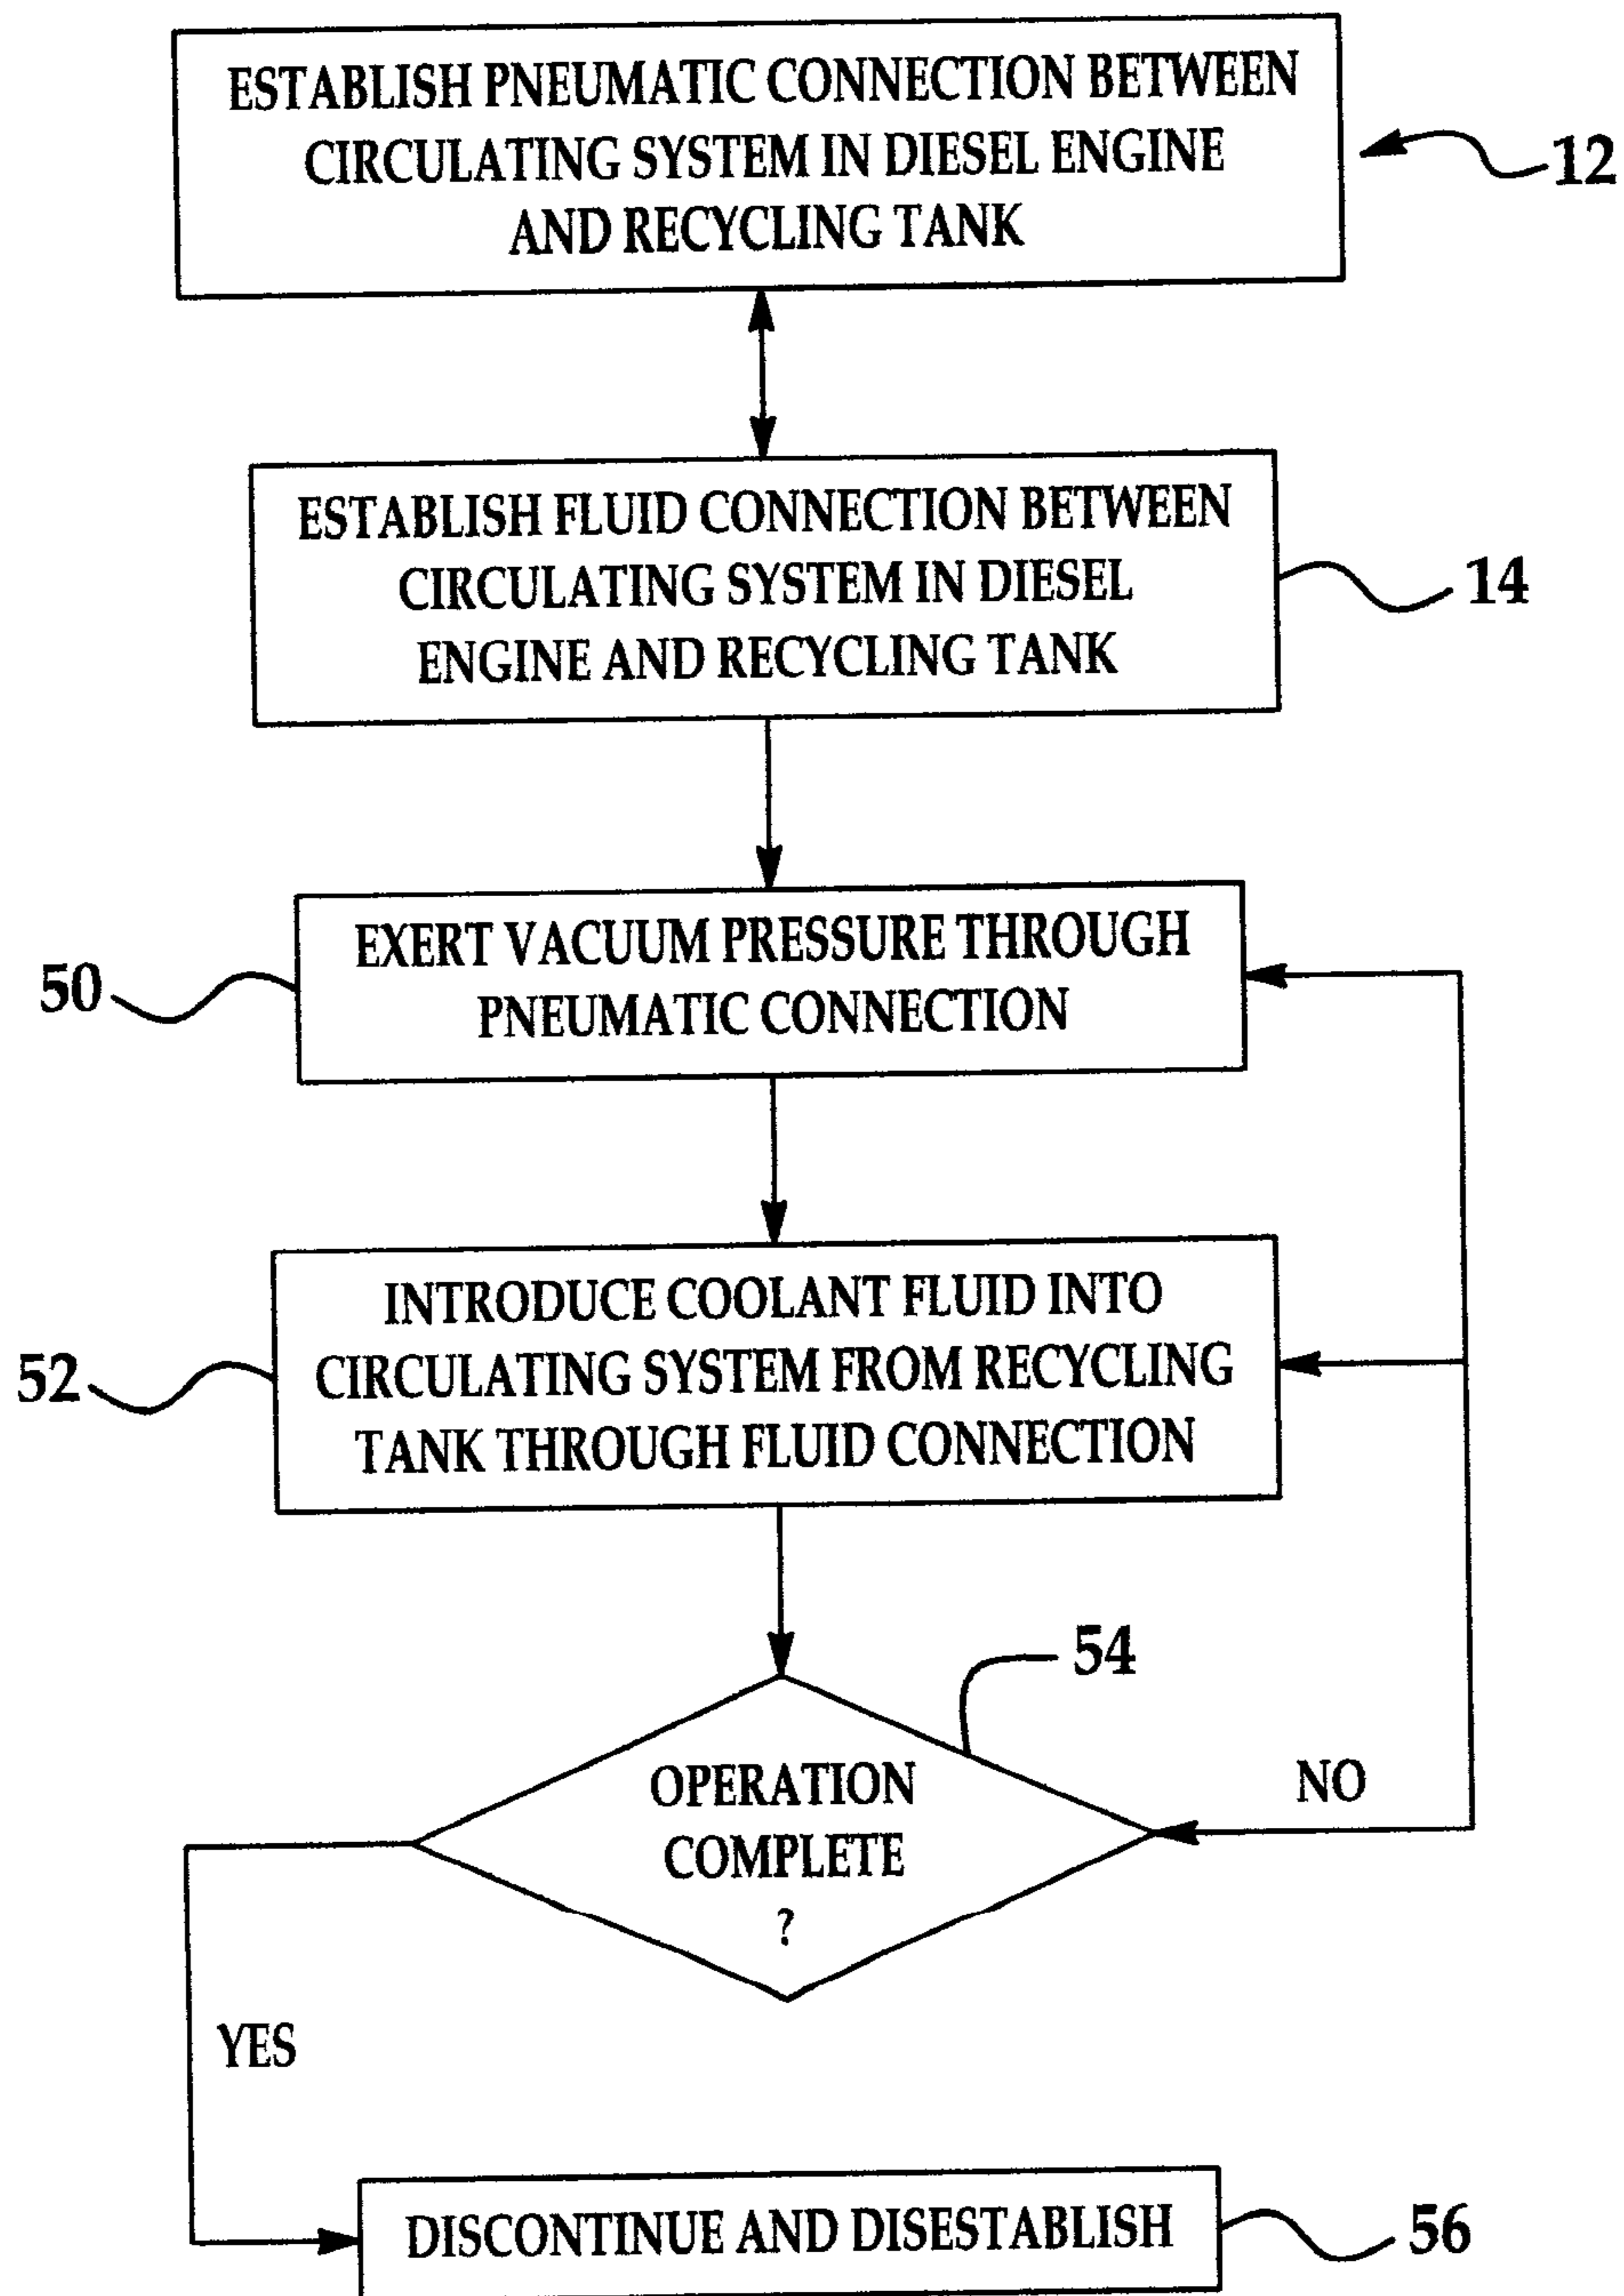 ESTABLISH PNEUMATIC CONNECTION BETWEEN
CIRCULATING SYSTEM IN DIESEL ENGINE
AND RECYCLING TANK
12
ESTABLISH FLUID CONNECTION BETWEEN
CIRCULATING SYSTEM IN DIESEL
ENGINE AND RECYCLING TANK
14
EXERT VACUUM PRESSURE THROUGH
PNEUMATIC CONNECTION
50
INTRODUCE COOLANT FLUID INTO
CIRCULATING SYSTEM FROM RECYCLING
TANK THROUGH FLUID CONNECTION
52
54
OPERATION
COMPLETE
?
NO
YES
DISCONTINUE AND DISESTABLISH
56